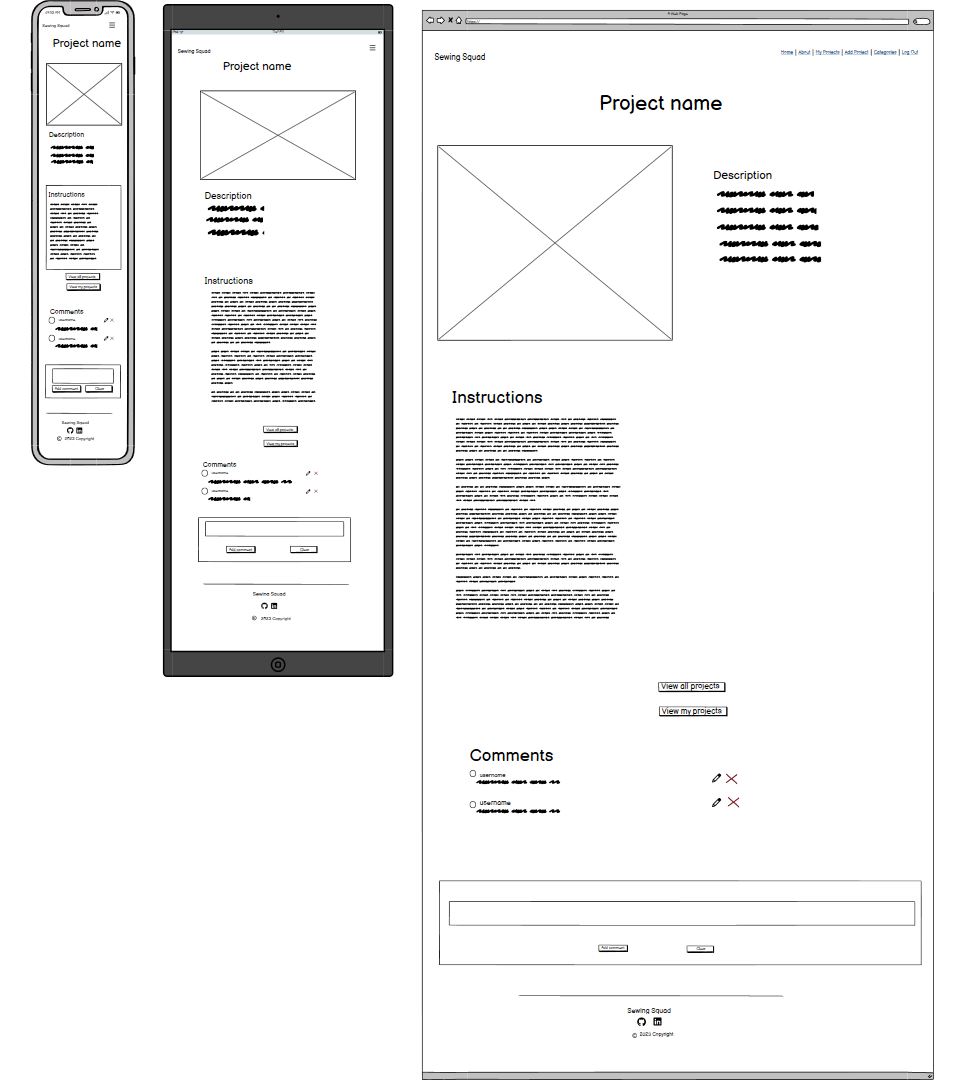 Sewing Squad
Project name
Description
Instructions
View all projects
View my projects
Comments
username
username
Add comment Close
Sewing Squad
© 2023 Copyright
Sewing Squad
Project name
Description
Instructions
View all projects
View my projects
Comments
username
username
Add comment Close
Sewing Squad
© 2023 Copyright
A Web Page
https://
Sewing Squad
Home | About | My Projects | Add Project | Categories | Log Out
Project name
Description
Instructions
View all projects
View my projects
Comments
username
username
Add comment Close
Sewing Squad
© 2023 Copyright